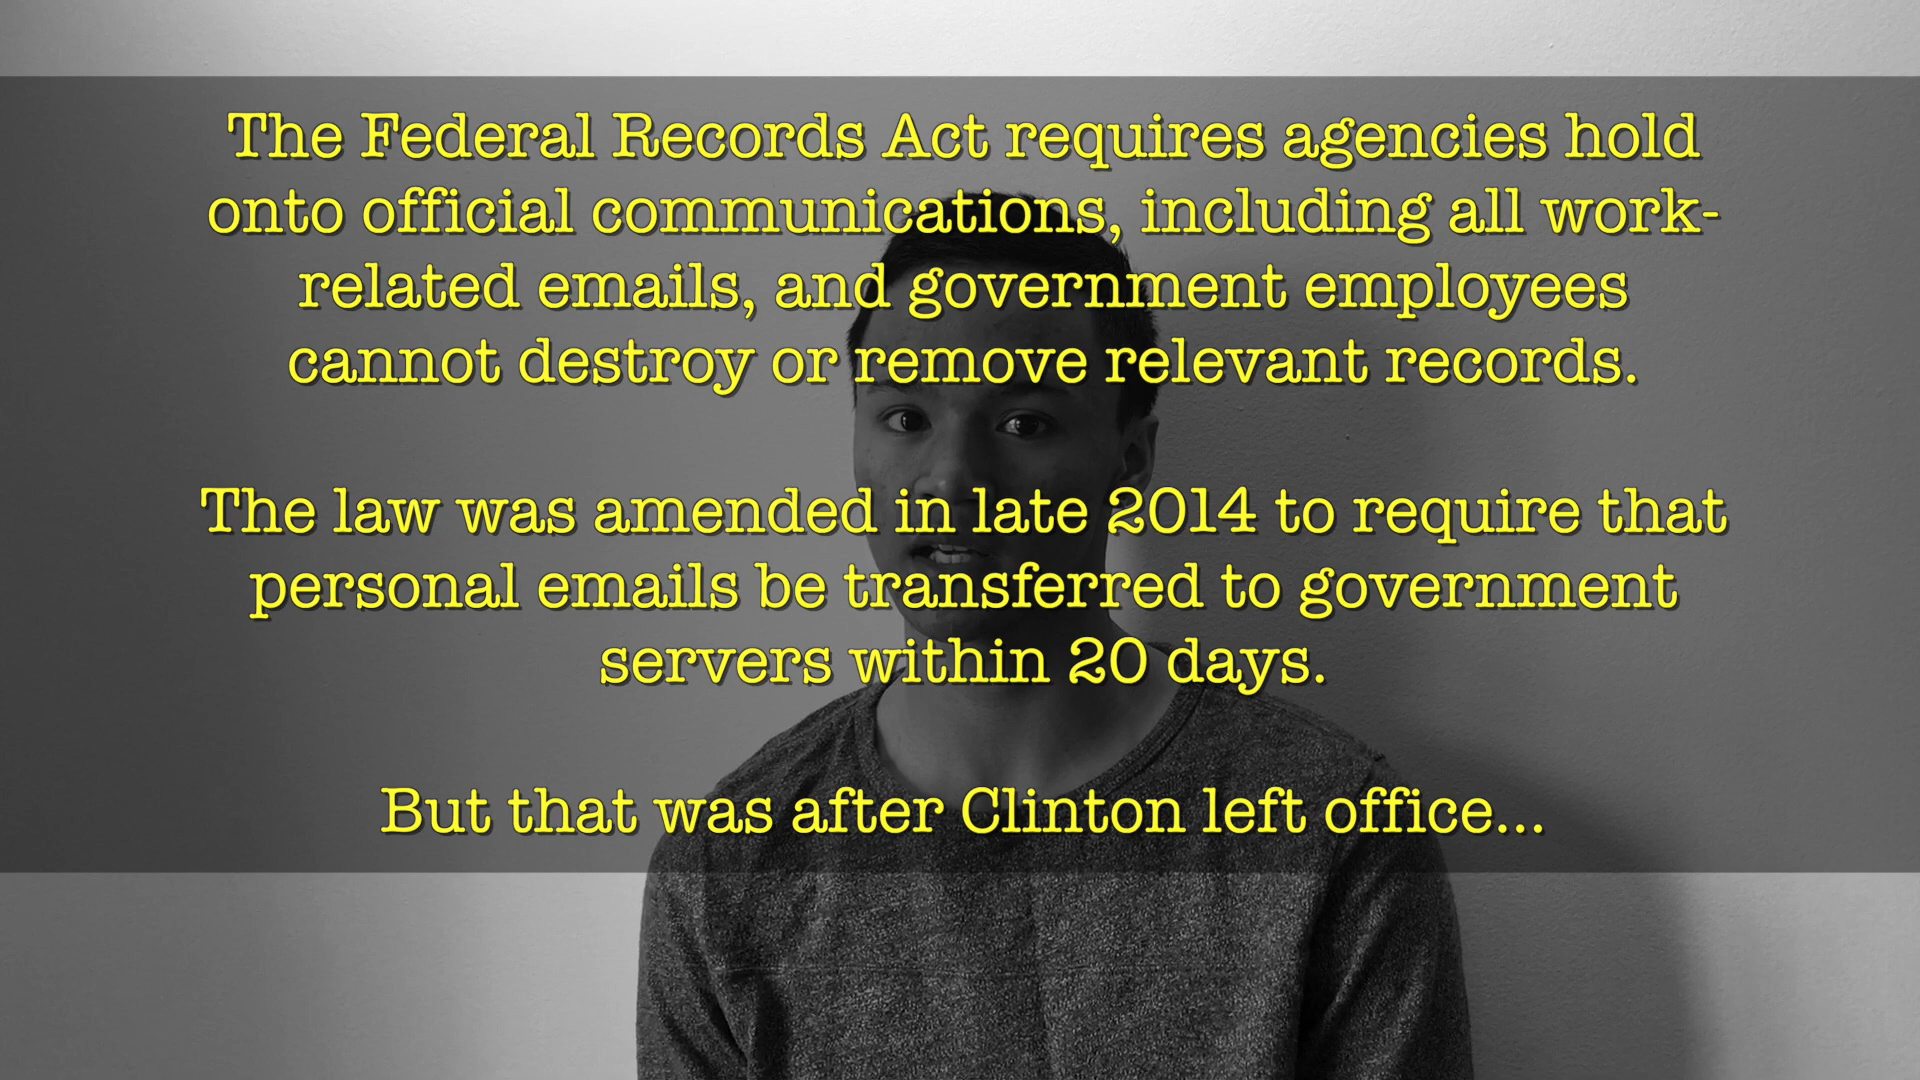 The Federal Records Act requires agencies hold
onto official communications, including all work-
related emails, and government employees
cannot destroy or remove relevant records.
The law was amended in late 2014 to require that
personal emails be transferred to government
servers within 20 days.
But that was after Clinton left office...